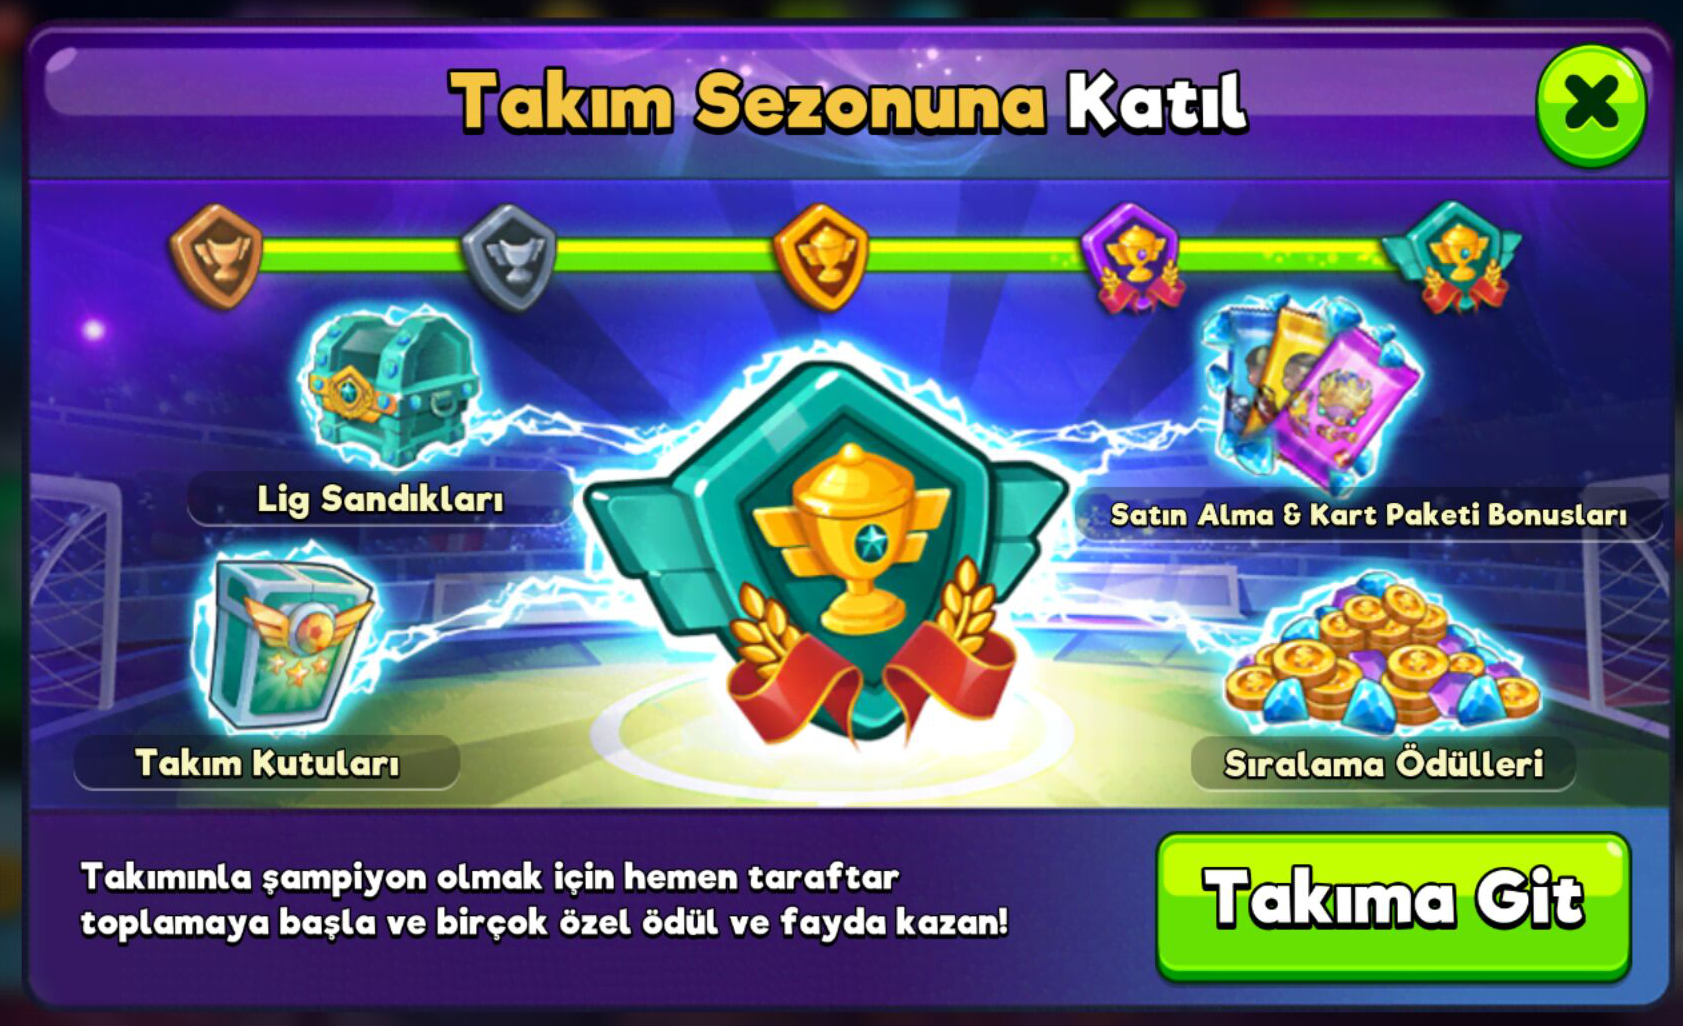 Takım Sezonuna Katıl
Lig Sandıkları
Satın Alma & Kart Paketi Bonusları
Takım Kutuları
Sıralama Ödülleri
Takımınla şampiyon olmak için hemen taraftar
toplamaya başla ve birçok özel ödül ve fayda kazan!
Takıma Git